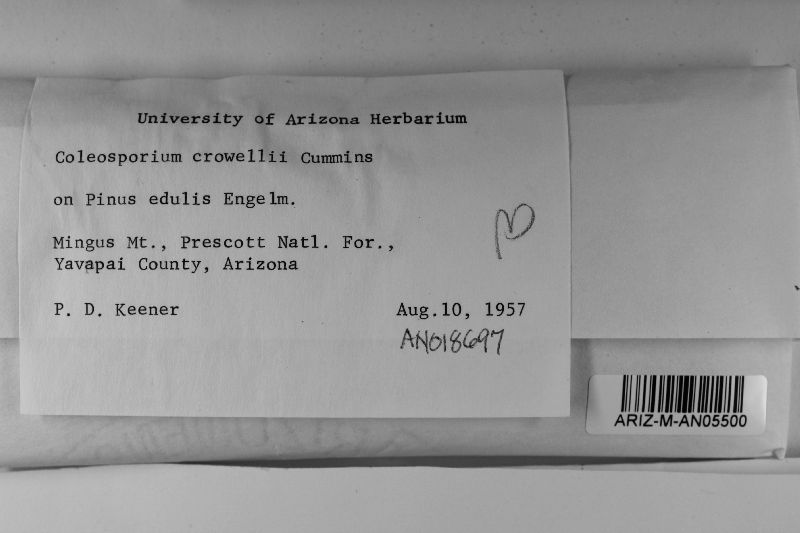 University of Arizona Herbarium
Coleosporium crowellii Cummins
on Pinus edulis Engelm.
Mingus Mt., Prescott Natl. For.,
Yavapai County, Arizona
P. D. Keener Aug.10, 1957
AN018697
ARIZ-M-AN05500